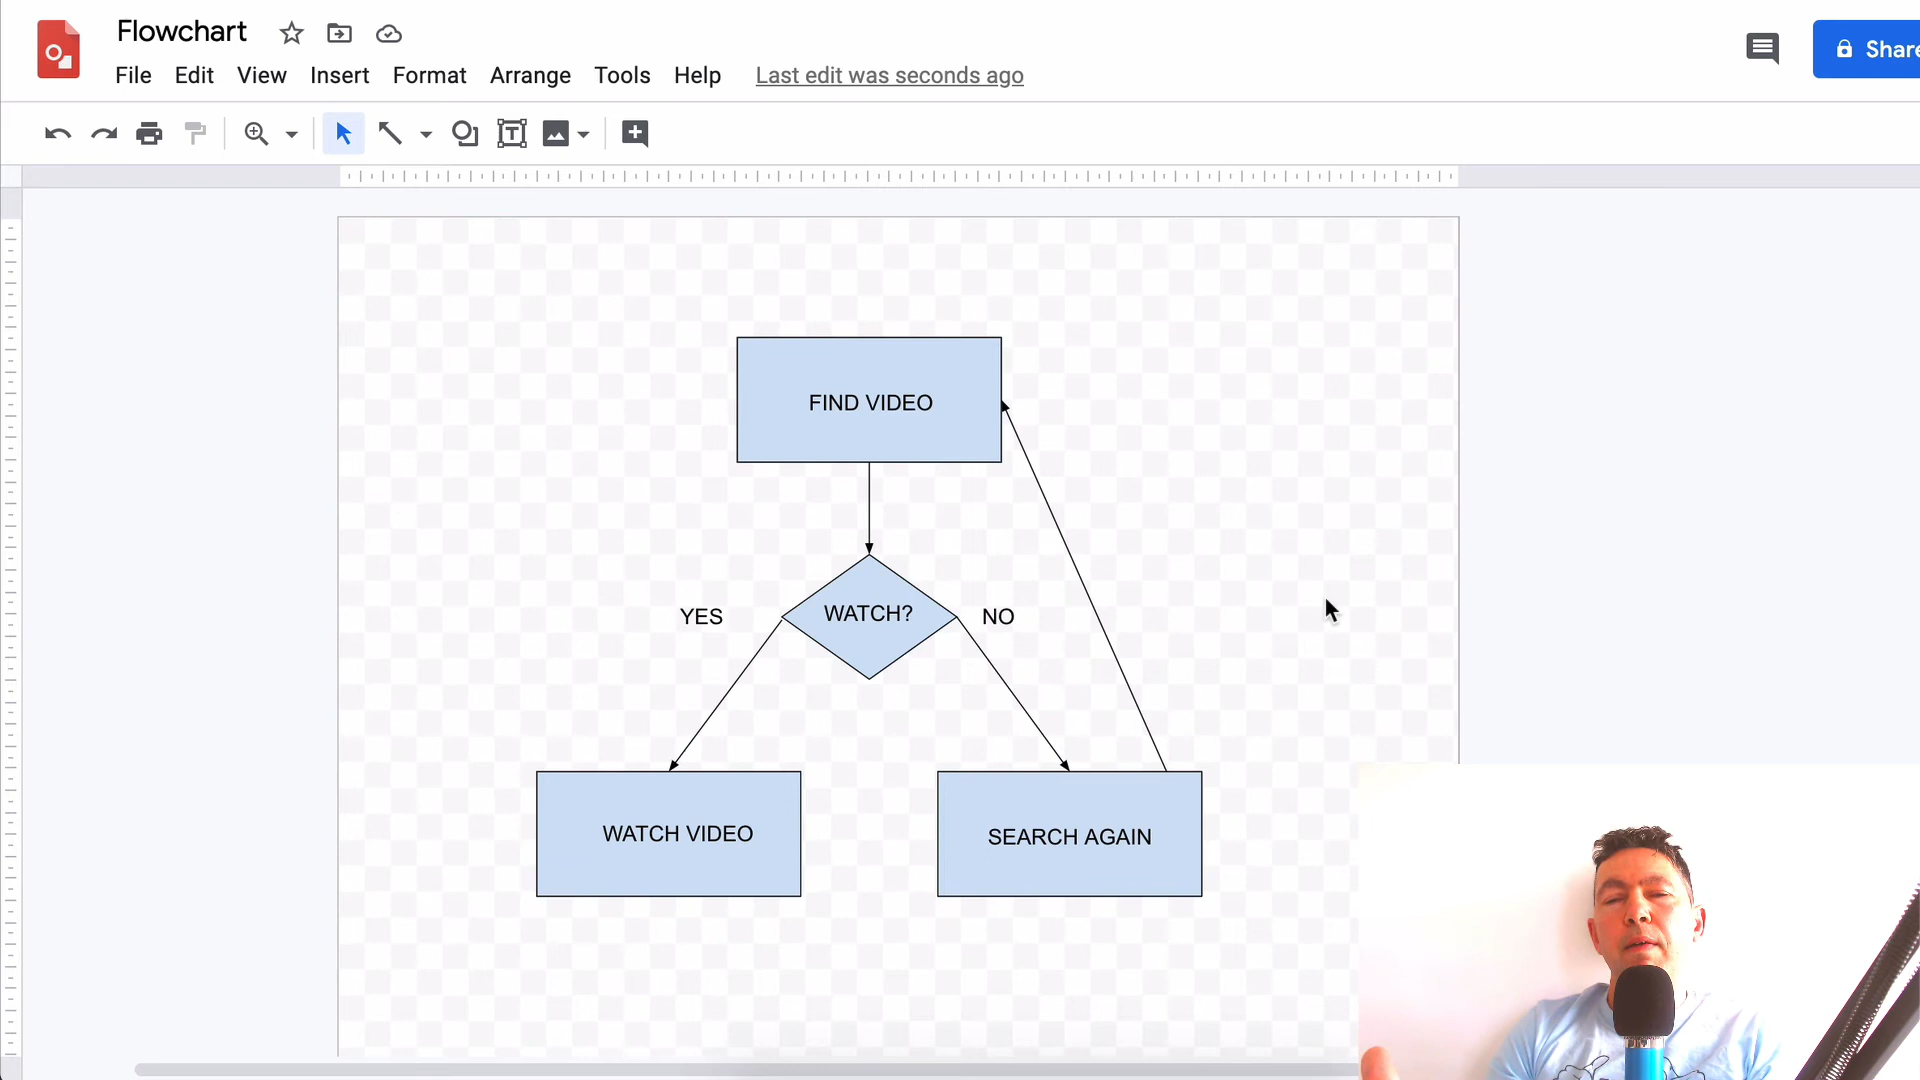 Flowchart
File Edit View Insert Format Arrange Tools Help Last edit was seconds ago
Share
FIND VIDEO
YES WATCH? NO
WATCH VIDEO SEARCH AGAIN